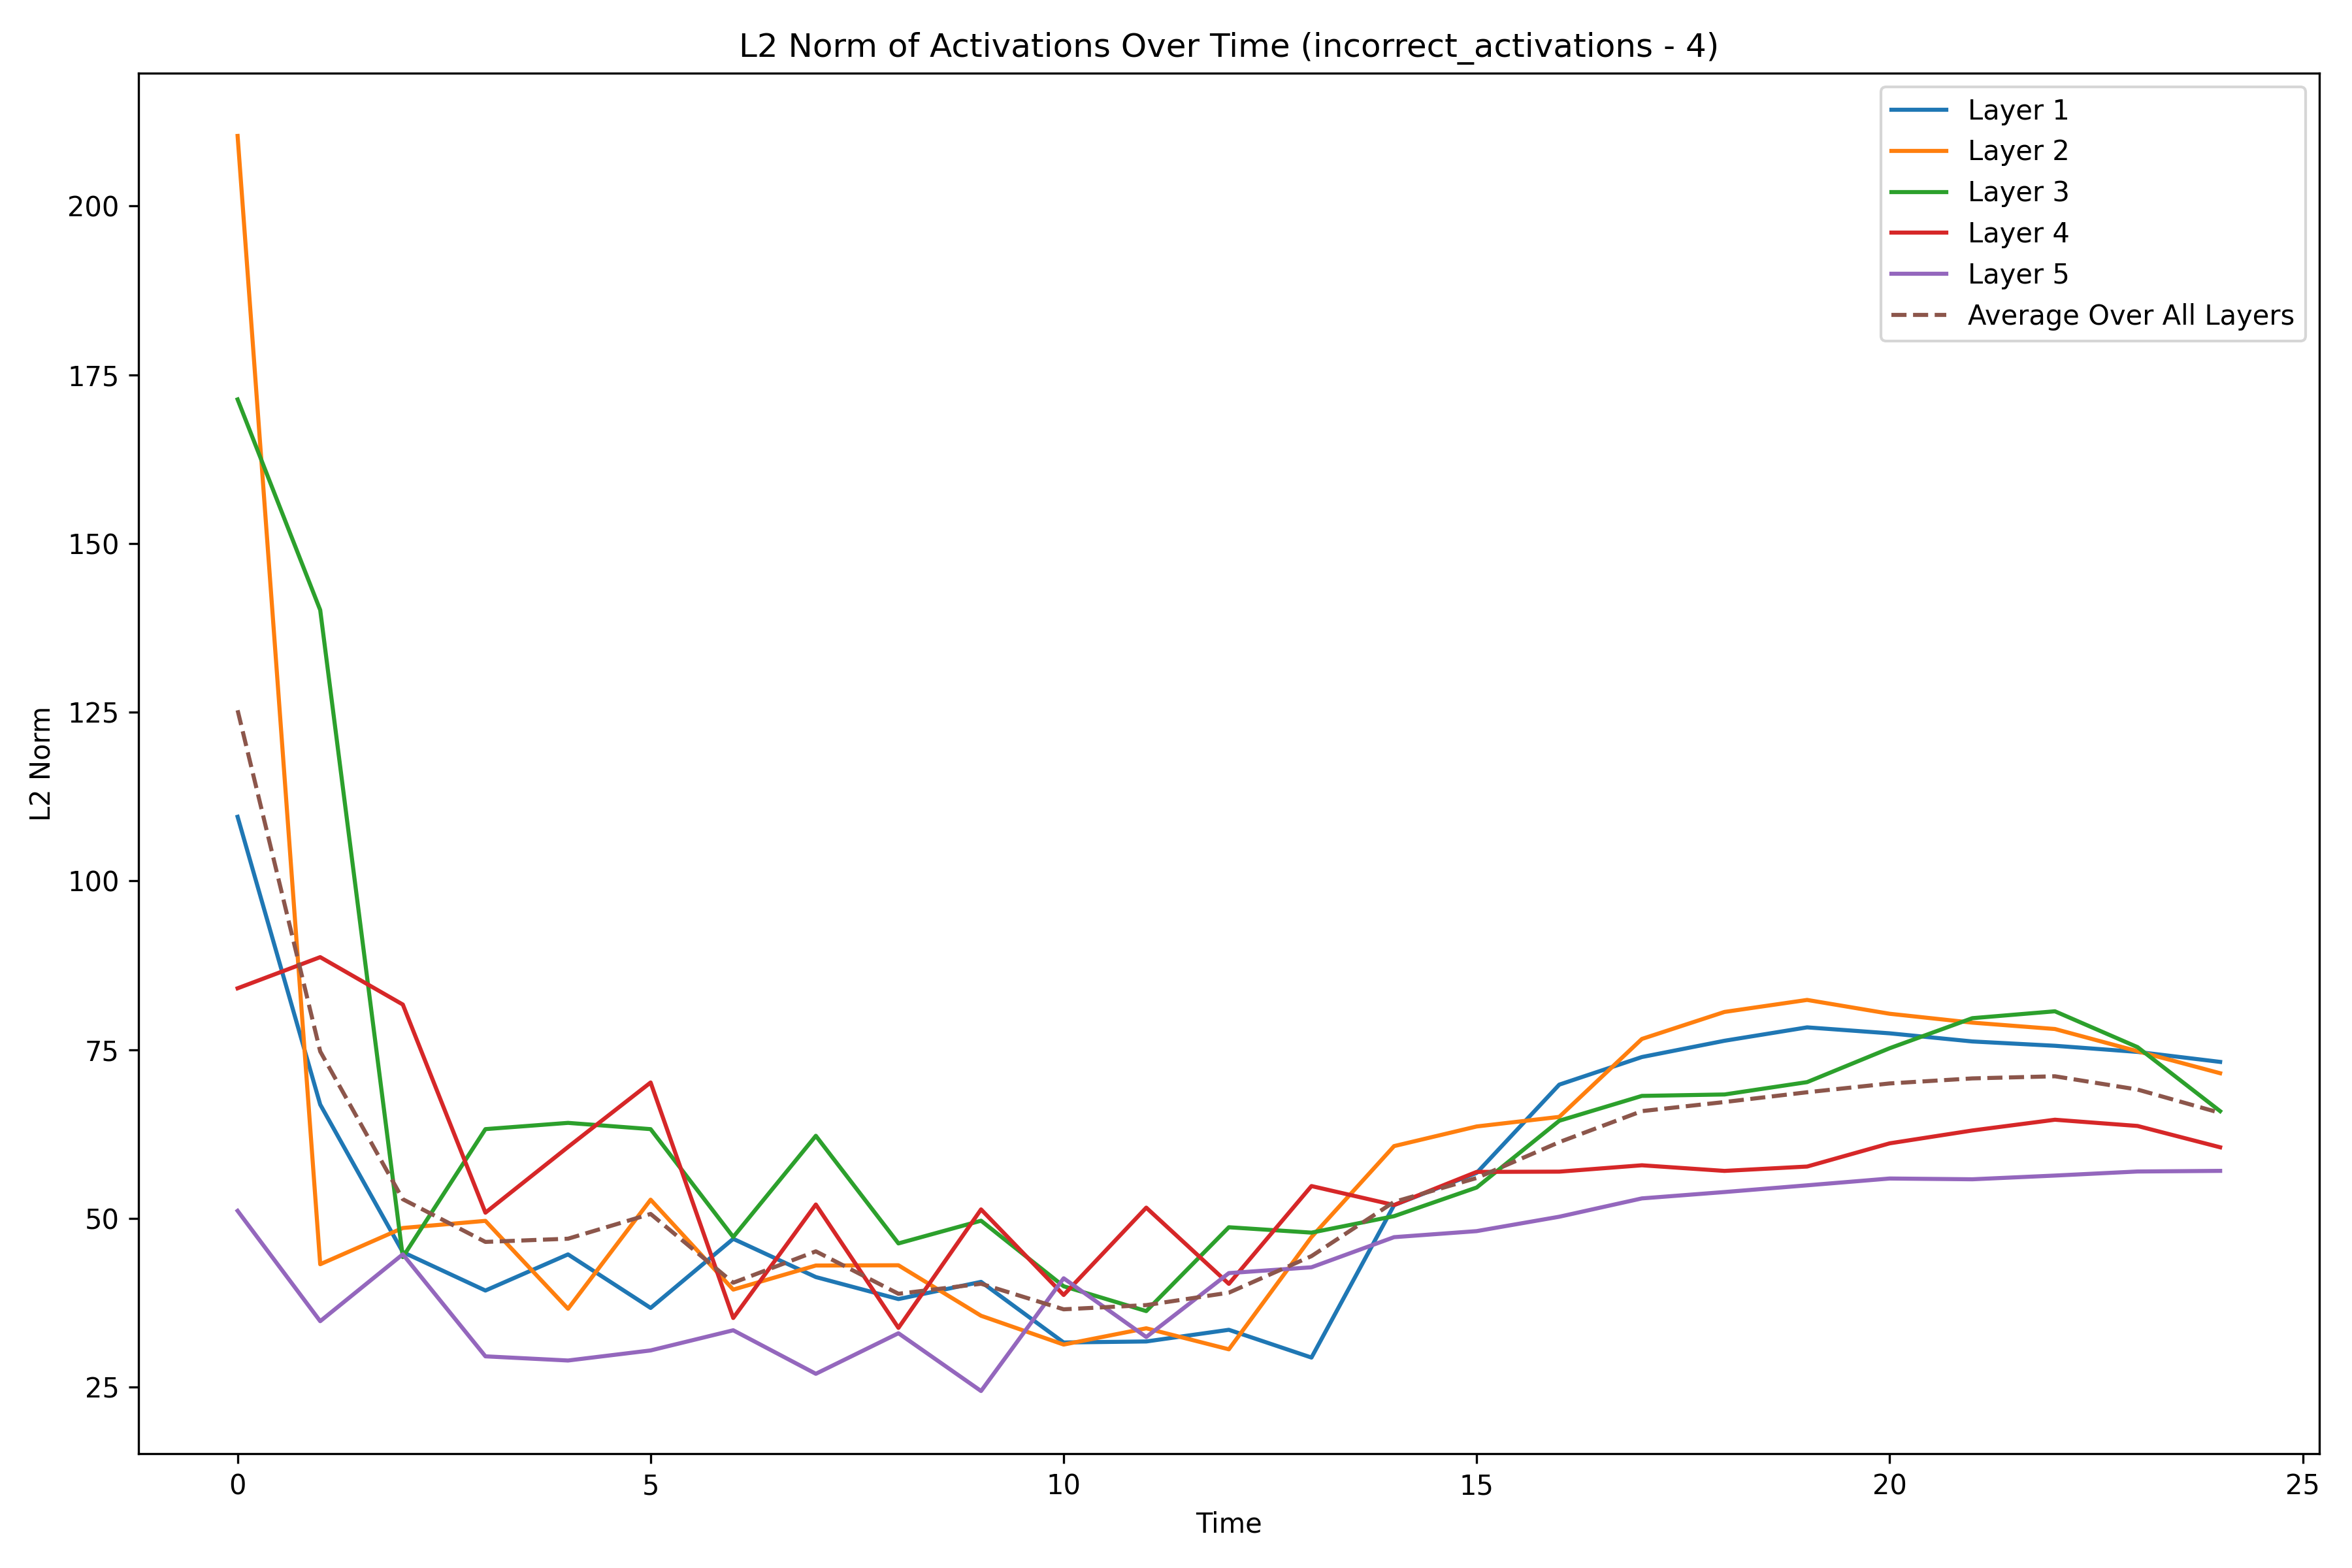 L2 Norm of Activations Over Time (incorrect_activations - 4)
Layer 1
Layer 2
Layer 3
Layer 4
Layer 5
Average Over All Layers
L2 Norm
200
175
150
125
100
75
50
25
0 5 10 15 20 25
Time